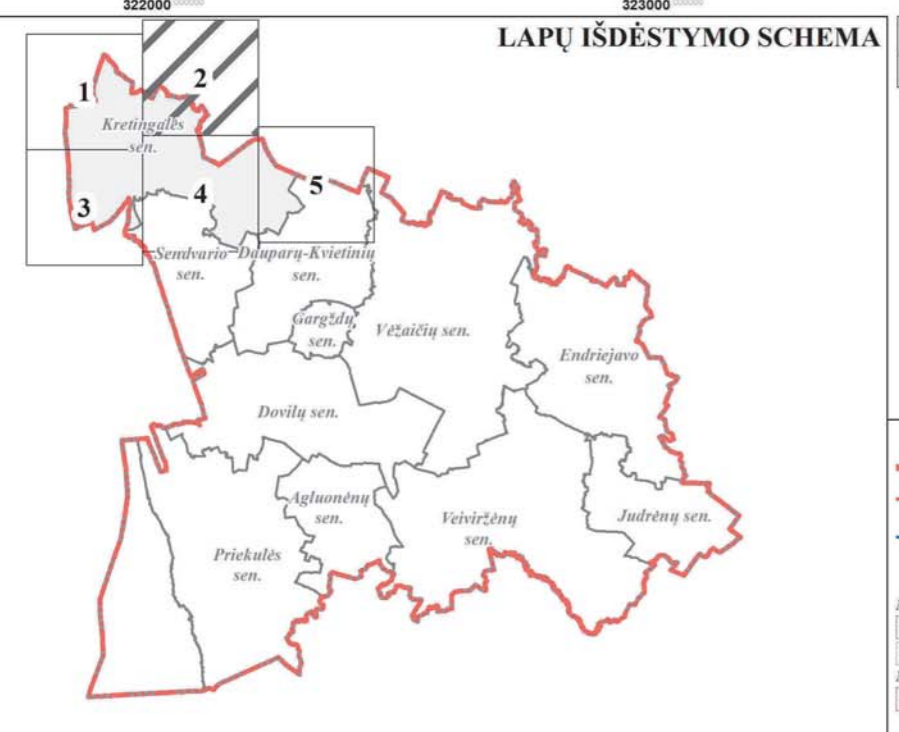 322000 323000
LAPŲ IŠDĖSTYMO SCHEMA
1
2
Kretingalės
sen.
3
4
5
Sendvario
sen.
Dauparų-Kvietinių
sen.
Gargždų
sen.
Vėžaičių sen.
Endriejavo
sen.
Dovilų sen.
Agluonėnų
sen.
Veiviržėnų
sen.
Judrėnų sen.
Priekulės
sen.